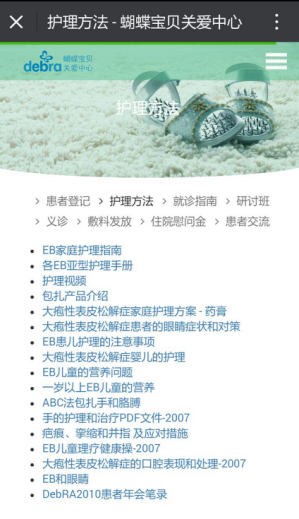 护理方法 - 蝴蝶宝贝关爱中心
debra 蝴蝶宝贝
关爱中心
护理方法
> 患者登记 > 护理方法 > 就诊指南 > 研讨班
> 义诊 > 敷料发放 > 住院慰问金 > 患者交流
• EB家庭护理指南
• 各EB亚型护理手册
• 护理视频
• 包扎产品介绍
• 大疱性表皮松解症家庭护理方案 - 药膏
• 大疱性表皮松解症患者的眼睛症状和对策
• EB患儿护理的注意事项
• 大疱性表皮松解症婴儿的护理
• EB儿童的营养问题
• 一岁以上EB儿童的营养
• ABC法包扎手和胳膊
• 手的护理和治疗PDF文件-2007
• 疤痕、挛缩和并指 及应对措施
• EB儿童理疗健康操-2007
• 大疱性表皮松解症的口腔表现和处理-2007
• EB和眼睛
• DebRA2010患者年会笔录